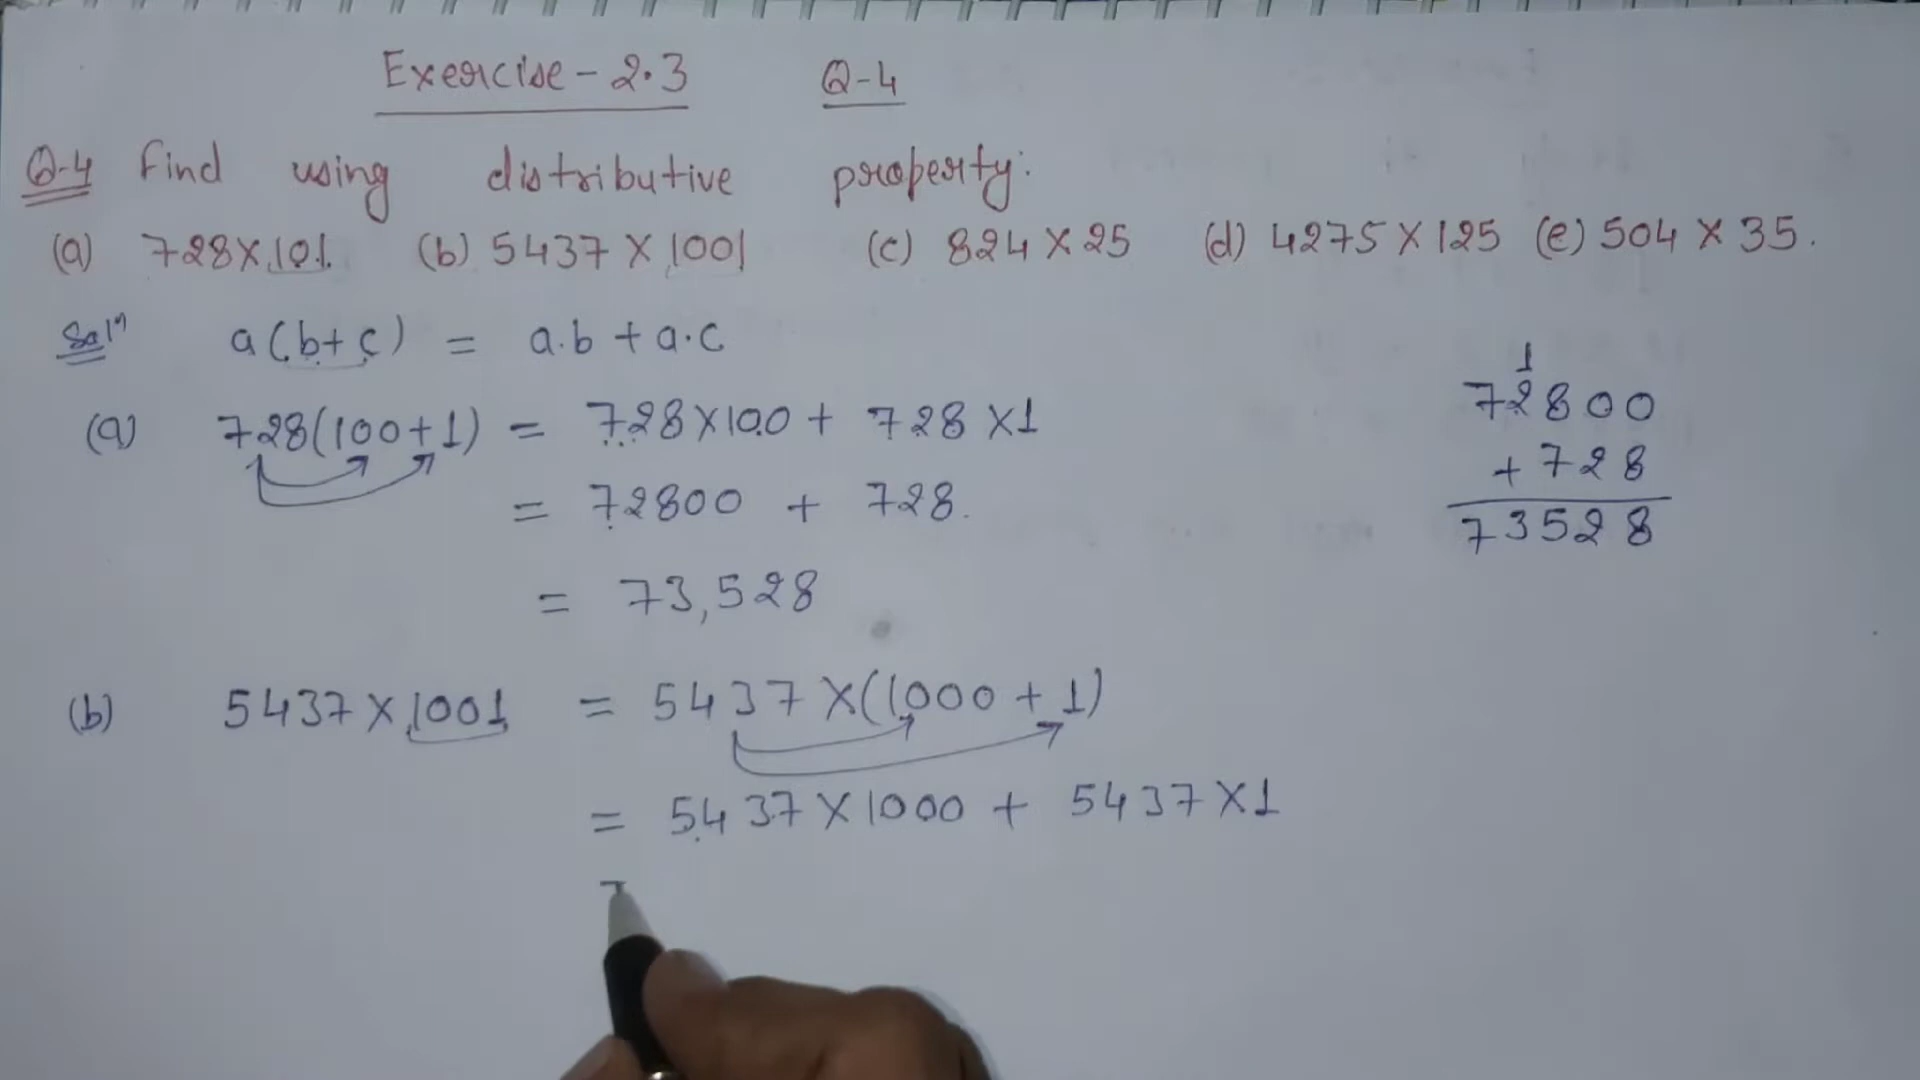 Exercise - 2.3 Q-4
Q-4 Find using distributive property:
(a) 728×101. (b) 5437 × 1001 (c) 824 × 25 (d) 4275 × 125 (e) 504 × 35.
Solⁿ a(b+c) = a.b + a.c
(a) 728(100+1) = 728×100 + 728 ×1
= 72800 + 728.
= 73,528
1
72800
+ 728
73528
(b) 5437 × 1001 = 5437 × (1000 + 1)
= 5437 × 1000 + 5437 × 1